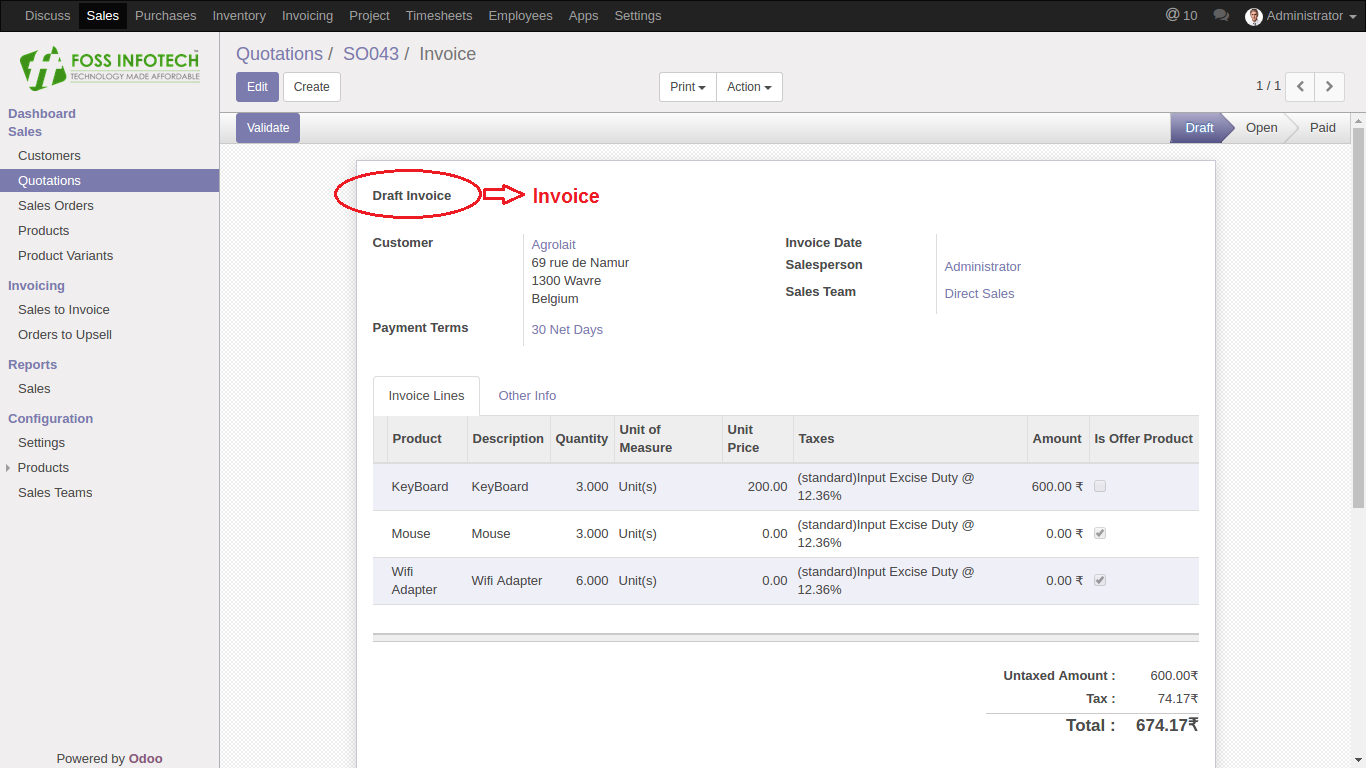 Discuss Sales Purchases Inventory Invoicing Project Timesheets Employees Apps Settings @ 10 Administrator
FOSS INFOTECH
TECHNOLOGY MADE AFFORDABLE
Dashboard
Sales
Customers
Quotations
Sales Orders
Products
Product Variants
Invoicing
Sales to Invoice
Orders to Upsell
Reports
Sales
Configuration
Settings
Products
Sales Teams
Powered by Odoo
Quotations / SO043 / Invoice
Edit Create Print Action 1 / 1
Validate Draft Open Paid
Draft Invoice Invoice
Customer Agrolait
69 rue de Namur
1300 Wavre
Belgium
Payment Terms 30 Net Days
Invoice Date
Salesperson Administrator
Sales Team Direct Sales
Invoice Lines Other Info
Product Description Quantity Unit of Measure Unit Price Taxes Amount Is Offer Product
KeyBoard KeyBoard 3.000 Unit(s) 200.00 (standard)Input Excise Duty @ 12.36% 600.00 ₹
Mouse Mouse 3.000 Unit(s) 0.00 (standard)Input Excise Duty @ 12.36% 0.00 ₹
Wifi Adapter Wifi Adapter 6.000 Unit(s) 0.00 (standard)Input Excise Duty @ 12.36% 0.00 ₹
Untaxed Amount : 600.00₹
Tax : 74.17₹
Total : 674.17₹